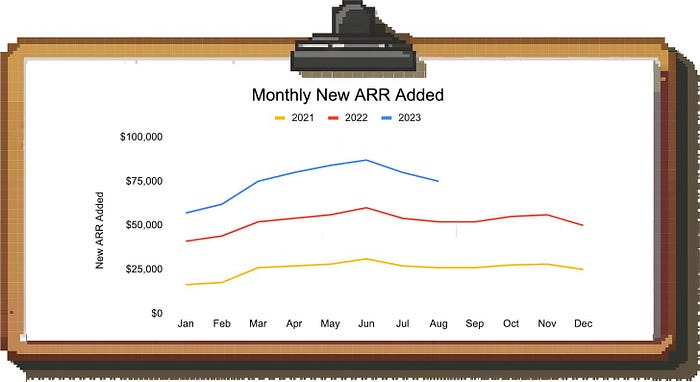 Monthly New ARR Added
2021 2022 2023
$100,000
$75,000
$50,000
$25,000
$0
New ARR Added
Jan Feb Mar Apr May Jun Jul Aug Sep Oct Nov Dec